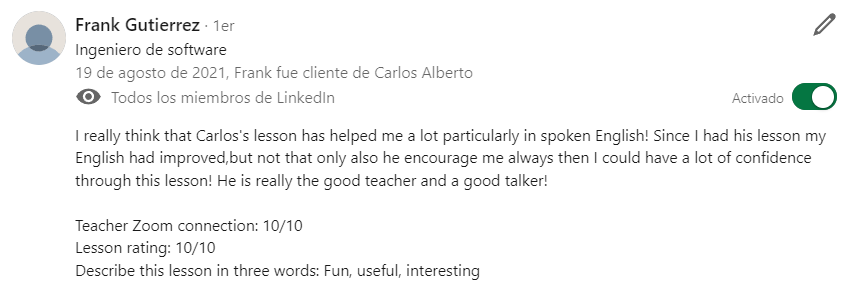 Frank Gutierrez · 1er
Ingeniero de software
19 de agosto de 2021, Frank fue cliente de Carlos Alberto
Todos los miembros de LinkedIn
Activado
I really think that Carlos's lesson has helped me a lot particularly in spoken English! Since I had his lesson my
English had improved,but not that only also he encourage me always then I could have a lot of confidence
through this lesson! He is really the good teacher and a good talker!
Teacher Zoom connection: 10/10
Lesson rating: 10/10
Describe this lesson in three words: Fun, useful, interesting